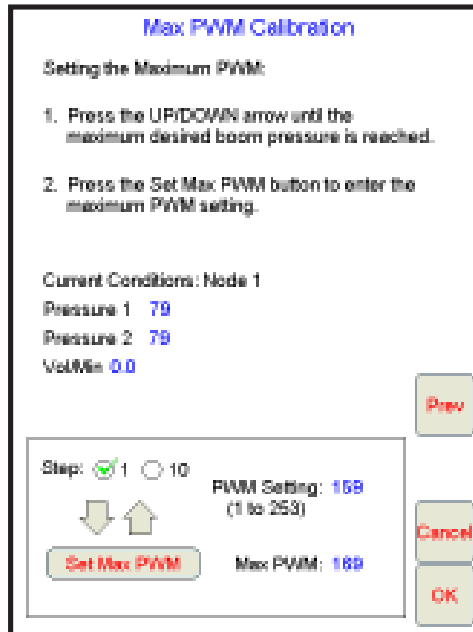 Max PWM Calibration
Setting the Maximum PWM:
1. Press the UP/DOWN arrow until the
maximum desired boom pressure is reached.
2. Press the Set Max PWM button to enter the
maximum PWM setting.
Current Conditions: Node 1
Pressure 1 79
Pressure 2 79
Vol/Min 0.0
Prev
Step: 1 10
PWM Setting: 169
(1 to 253)
Set Max PWM
Max PWM: 169
Cancel
OK